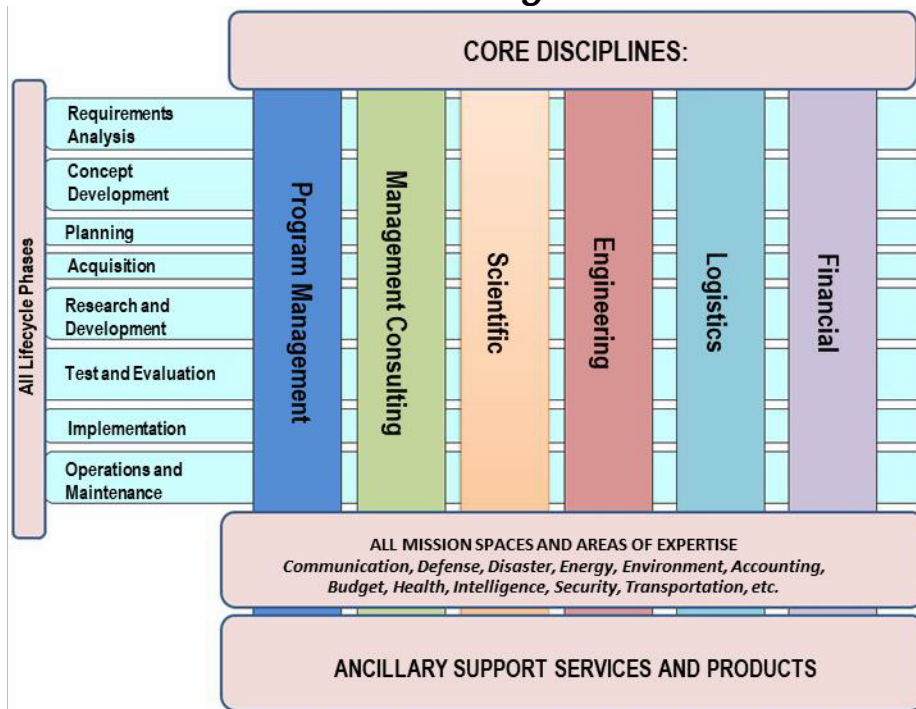 CORE DISCIPLINES:
All Lifecycle Phases
Requirements
Analysis
Concept
Development
Planning
Acquisition
Research and
Development
Test and Evaluation
Implementation
Operations and
Maintenance
Program Management
Management Consulting
Scientific
Engineering
Logistics
Financial
ALL MISSION SPACES AND AREAS OF EXPERTISE
Communication, Defense, Disaster, Energy, Environment, Accounting,
Budget, Health, Intelligence, Security, Transportation, etc.
ANCILLARY SUPPORT SERVICES AND PRODUCTS